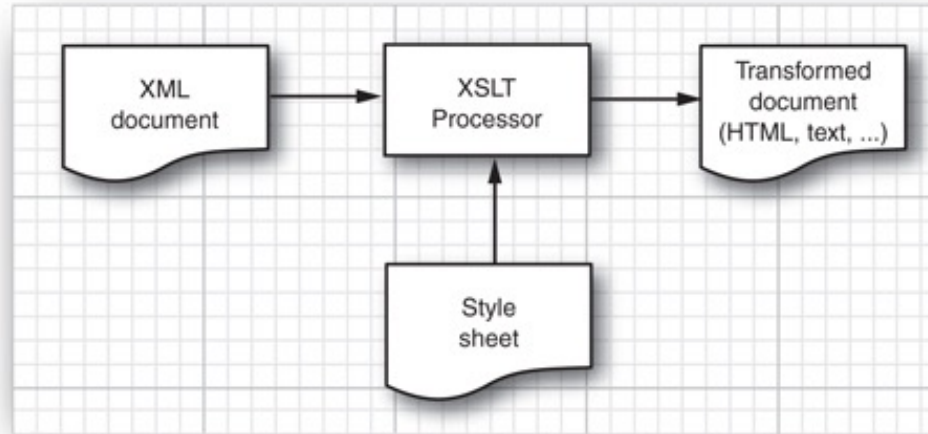 XML
document
XSLT
Processor
Transformed
document
(HTML, text, ...)
Style
sheet